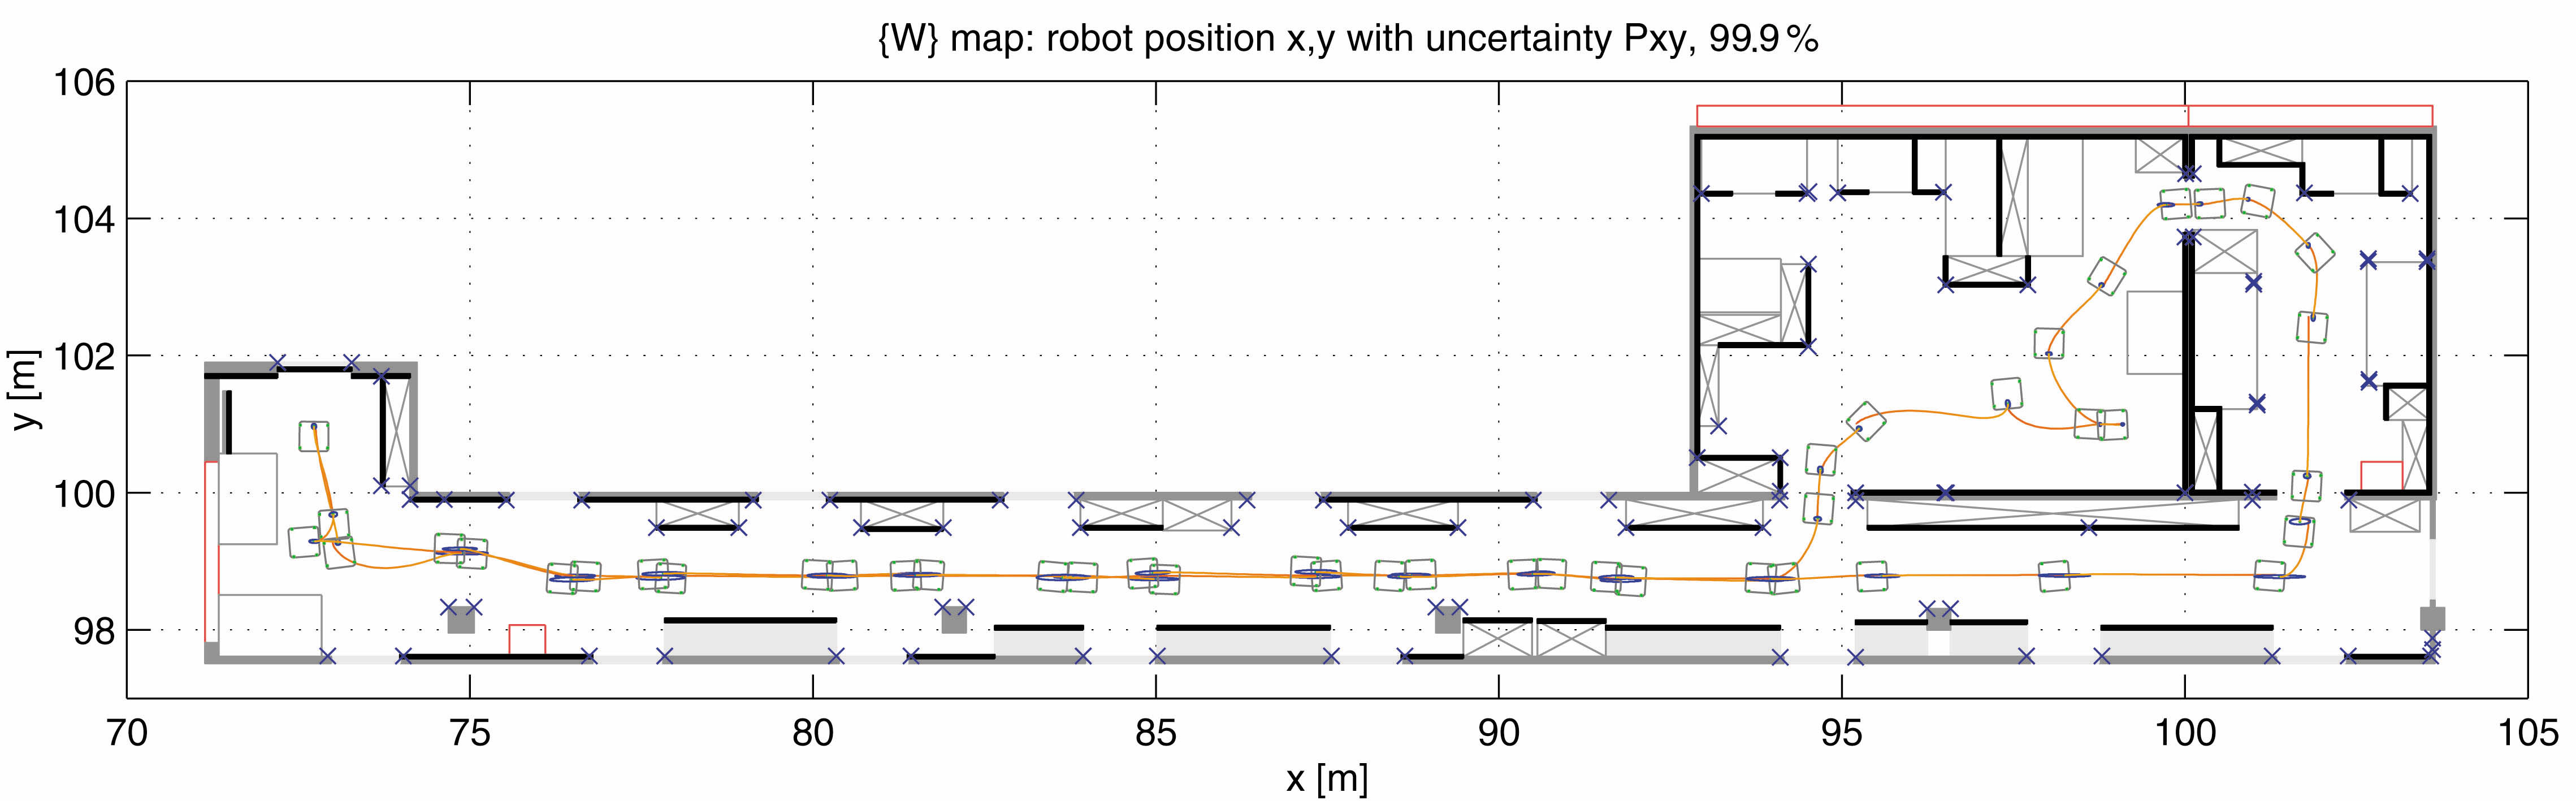 {W} map: robot position x,y with uncertainty Pxy, 99.9 %
106
104
102
100
98
y [m]
70 75 80 85 90 95 100 105
x [m]